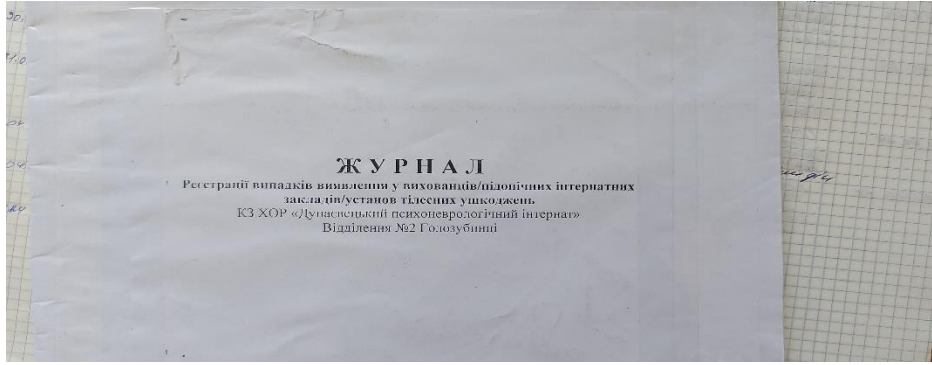 ЖУРНАЛ
Реєстрації випадків виявлення у вихованців/підопічних інтернатних
закладів/установ тілесних ушкоджень
КЗ ХОР «Дунаєвецький психоневрологічний інтернат»
Відділення №2 Голозубинці